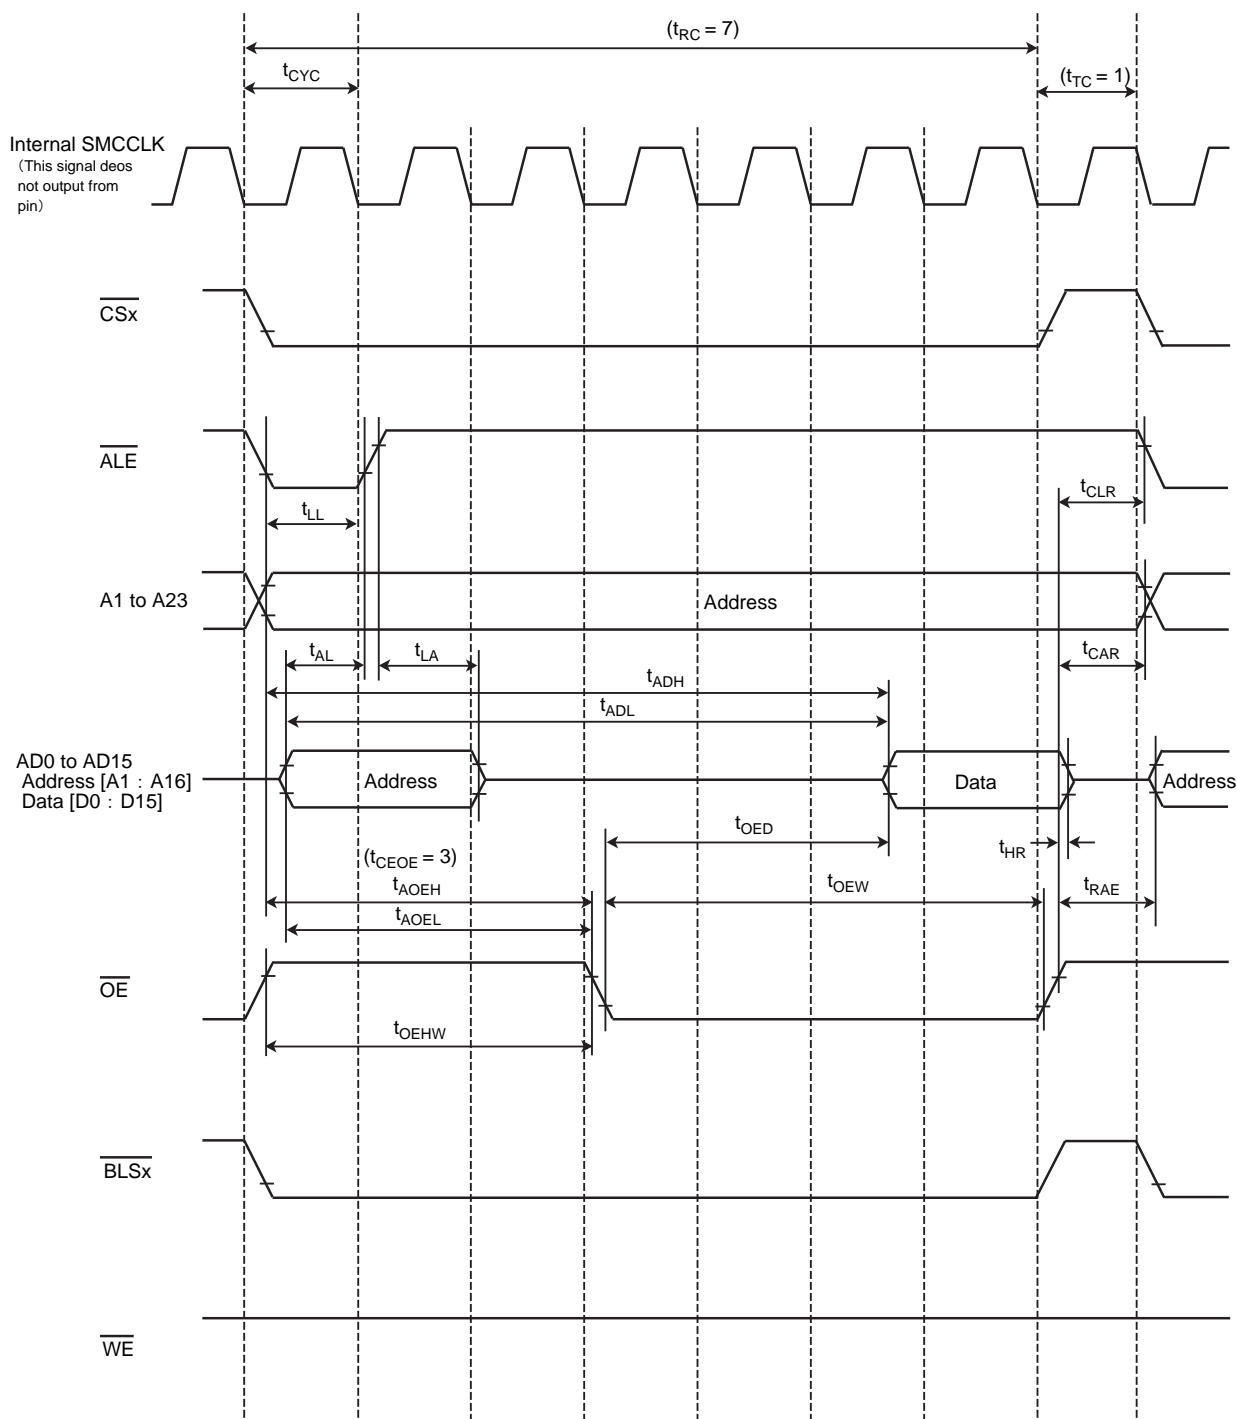 (tRC = 7)
tCYC
(tTC = 1)
Internal SMCCLK
(This signal deos
not output from
pin)
CSx
ALE
tCLR
tLL
A1 to A23
Address
tAL
tLA
tCAR
tADH
tADL
AD0 to AD15
Address [A1 : A16]
Data [D0 : D15]
Address
Data
Address
tOED
tHR
(tCEOE = 3)
tAOEH
tOEW
tRAE
tAOEL
OE
tOEHW
BLSx
WE